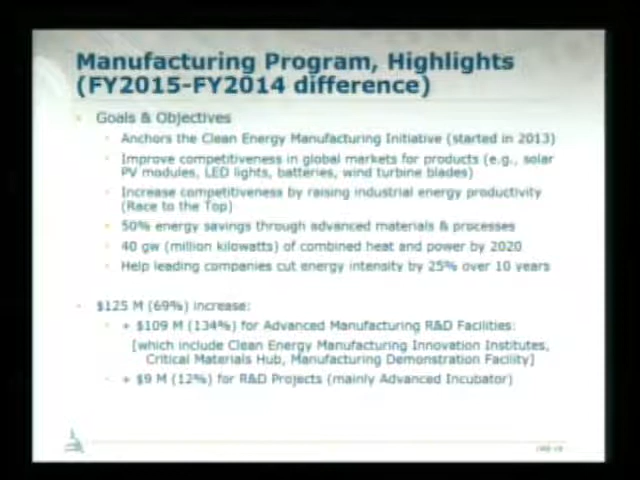 Manufacturing Program, Highlights
(FY2015-FY2014 difference)
Goals & Objectives
Anchors the Clean Energy Manufacturing Initiative (started in 2013)
Improve competitiveness in global markets for products (e.g., solar
PV modules, LED lights, batteries, wind turbine blades)
Increase competitiveness by raising industrial energy productivity
(Race to the Top)
50% energy savings through advanced materials & processes
40 gw (million kilowatts) of combined heat and power by 2020
Help leading companies cut energy intensity by 25% over 10 years
$125 M (69%) increase:
+ $109 M (134%) for Advanced Manufacturing R&D Facilities:
[which include Clean Energy Manufacturing Innovation Institutes,
Critical Materials Hub, Manufacturing Demonstration Facility]
+ $9 M (12%) for R&D Projects (mainly Advanced Incubator)